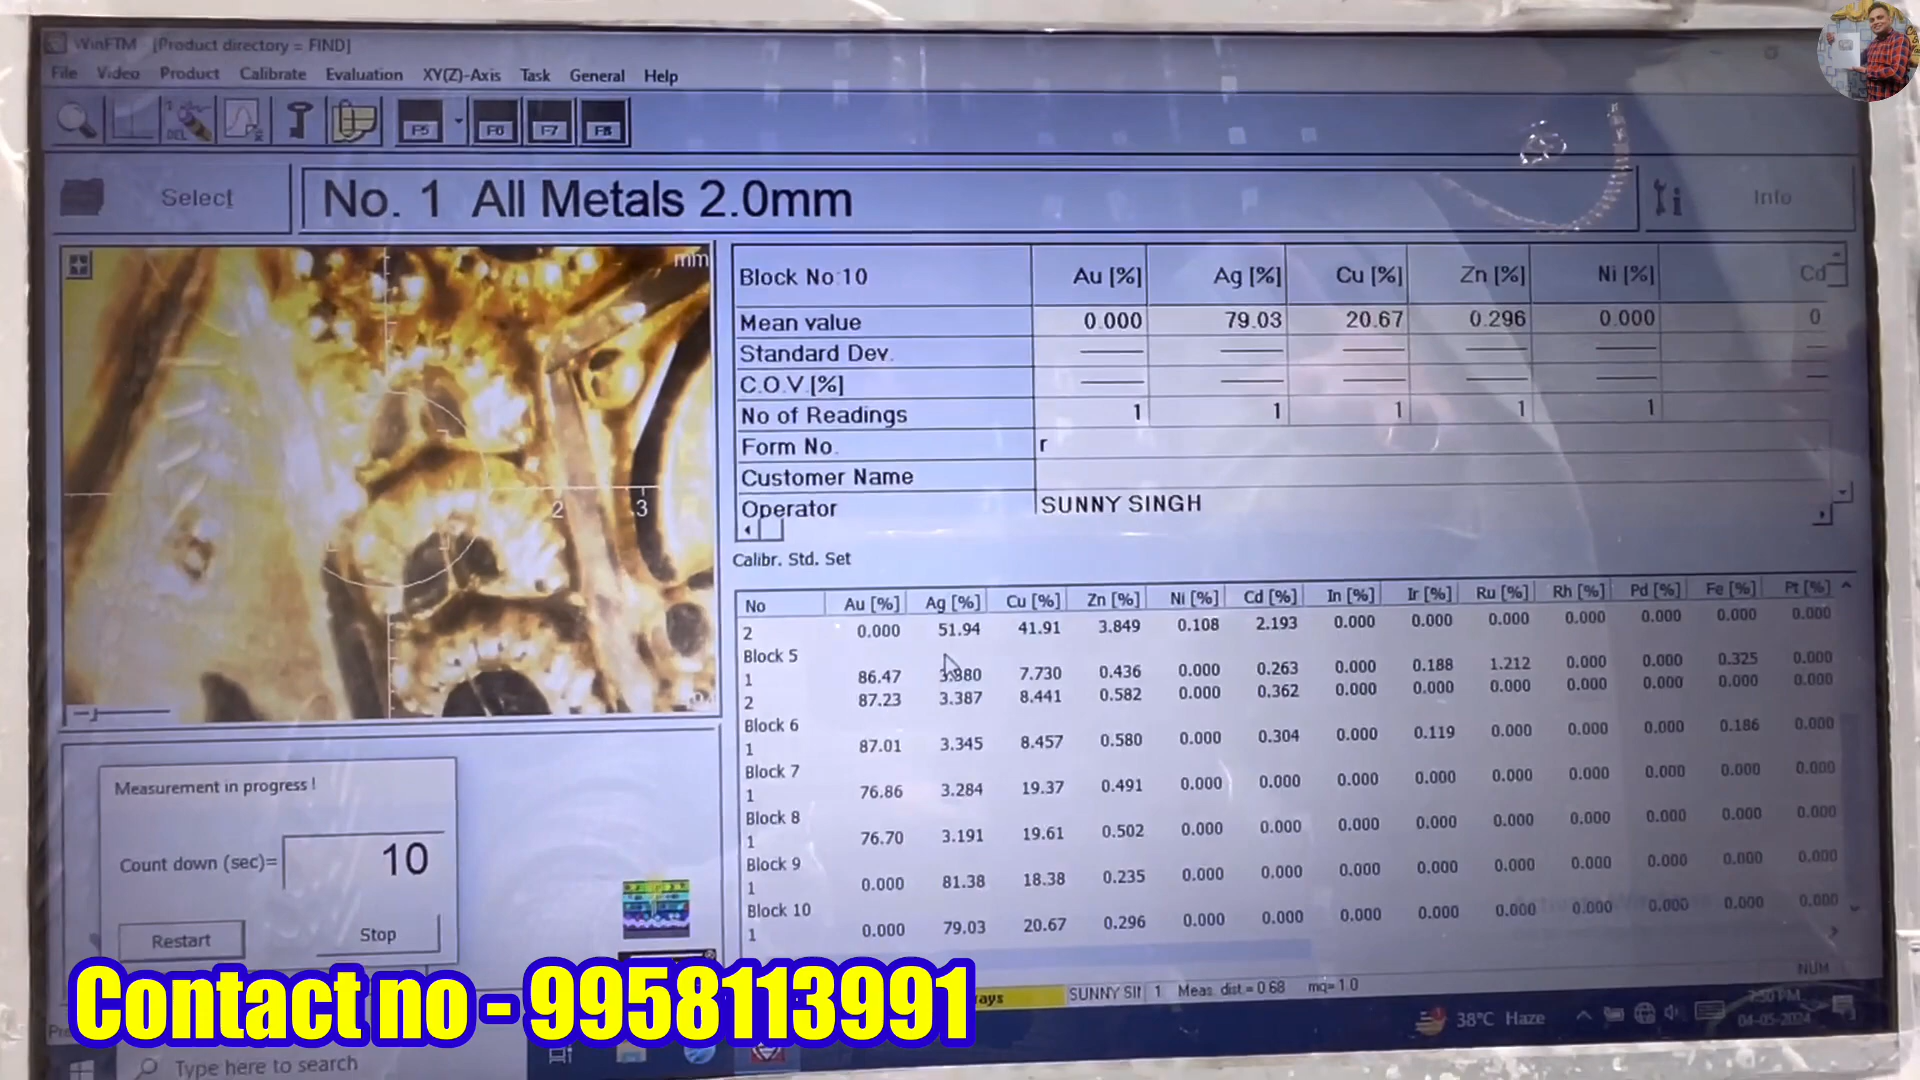 WinFTM [Product directory = FIND]
File Video Product Calibrate Evaluation XY(Z)-Axis Task General Help
DEL F5 F6 F7 F8
Select No. 1 All Metals 2.0mm Info
mm
2 3
Block No:10 Au [%] Ag [%] Cu [%] Zn [%] Ni [%] Cd
Mean value 0.000 79.03 20.67 0.296 0.000 0
Standard Dev.
C.O.V.[%]
No of Readings 1 1 1 1 1
Form No. r
Customer Name
Operator SUNNY SINGH
Calibr. Std. Set
No Au [%] Ag [%] Cu [%] Zn [%] Ni [%] Cd [%] In [%] Ir [%] Ru [%] Rh [%] Pd [%] Fe [%] Pt [%]
2 0.000 51.94 41.91 3.849 0.108 2.193 0.000 0.000 0.000 0.000 0.000 0.000 0.000
Block 5
1 86.47 3.380 7.730 0.436 0.000 0.263 0.000 0.188 1.212 0.000 0.000 0.325 0.000
2 87.23 3.387 8.441 0.582 0.000 0.362 0.000 0.000 0.000 0.000 0.000 0.000 0.000
Block 6
1 87.01 3.345 8.457 0.580 0.000 0.304 0.000 0.119 0.000 0.000 0.000 0.186 0.000
Block 7
1 76.86 3.284 19.37 0.491 0.000 0.000 0.000 0.000 0.000 0.000 0.000 0.000 0.000
Block 8
1 76.70 3.191 19.61 0.502 0.000 0.000 0.000 0.000 0.000 0.000 0.000 0.000 0.000
Block 9
1 0.000 81.38 18.38 0.235 0.000 0.000 0.000 0.000 0.000 0.000 0.000 0.000 0.000
Block 10
1 0.000 79.03 20.67 0.296 0.000 0.000 0.000 0.000 0.000 0.000 0.000 0.000 0.000
Measurement in progress !
Count down (sec)= 10
Restart Stop
Contact no - 9958113991
SUNNY SI 1 Meas. dist = 0.68 mq= 1.0
NUM
38°C Haze 7:50 PM
04-05-2024
Type here to search